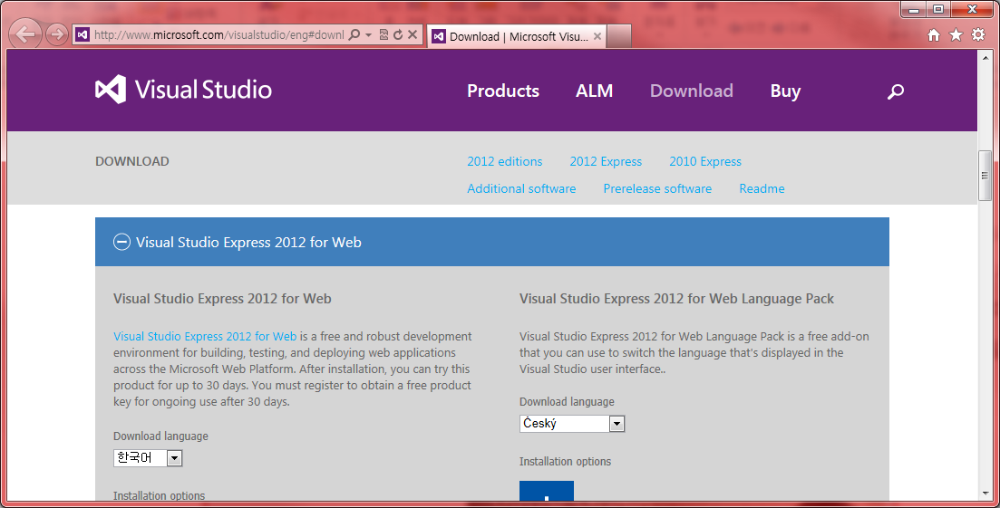 http://www.microsoft.com/visualstudio/eng#downl
Download | Microsoft Visu...
Visual Studio
Products
ALM
Download
Buy
DOWNLOAD
2012 editions
2012 Express
2010 Express
Additional software
Prerelease software
Readme
Visual Studio Express 2012 for Web
Visual Studio Express 2012 for Web
Visual Studio Express 2012 for Web is a free and robust development
environment for building, testing, and deploying web applications
across the Microsoft Web Platform. After installation, you can try this
product for up to 30 days. You must register to obtain a free product
key for ongoing use after 30 days.
Download language
한국어
Installation options
Visual Studio Express 2012 for Web Language Pack
Visual Studio Express 2012 for Web Language Pack is a free add-on
that you can use to switch the language that's displayed in the
Visual Studio user interface..
Download language
Český
Installation options